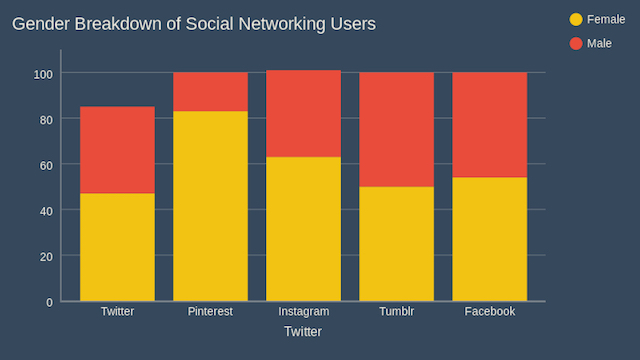 Gender Breakdown of Social Networking Users
Female
Male
100
80
60
40
20
0
Twitter Pinterest Instagram Tumblr Facebook
Twitter